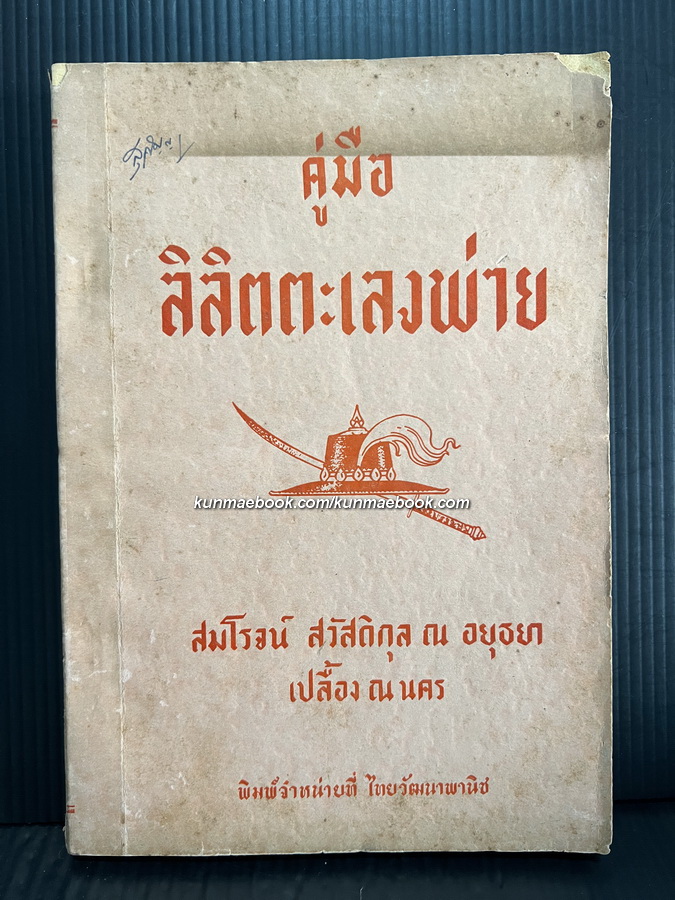 คู่มือ
ลิลิตตะเลงพ่าย
kunmaebook.com/kunmaebook.com
สมโรจน์ สวัสดิกุล ณ อยุธยา
เปลื้อง ณ นคร
พิมพ์จำหน่ายที่ ไทยวัฒนาพานิช